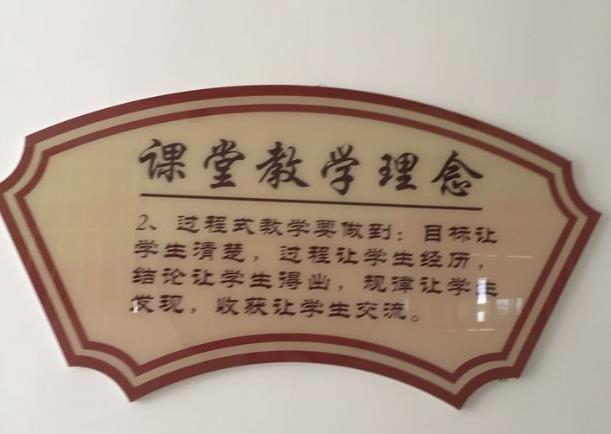 课堂教学理念
2、过程式教学要做到：目标让
学生清楚，过程让学生经历，
结论让学生得出，规律让学生
发现，收获让学生交流。